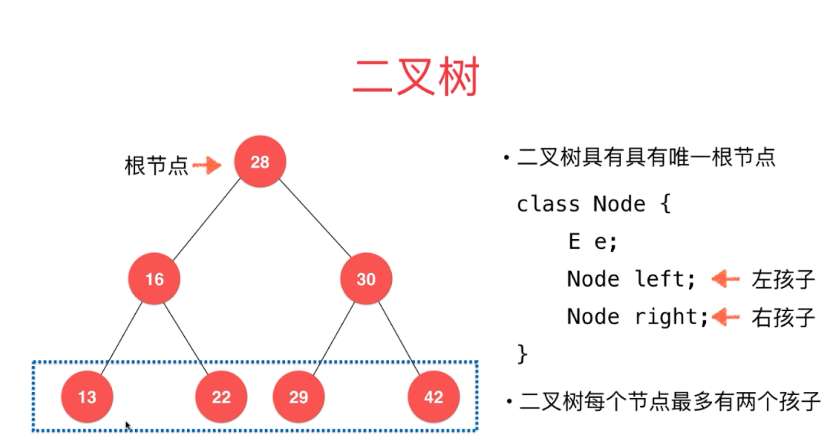 二叉树
根节点
28
16
30
13
22
29
42
• 二叉树具有具有唯一根节点
class Node {
E e;
Node left; 左孩子
Node right; 右孩子
}
• 二叉树每个节点最多有两个孩子